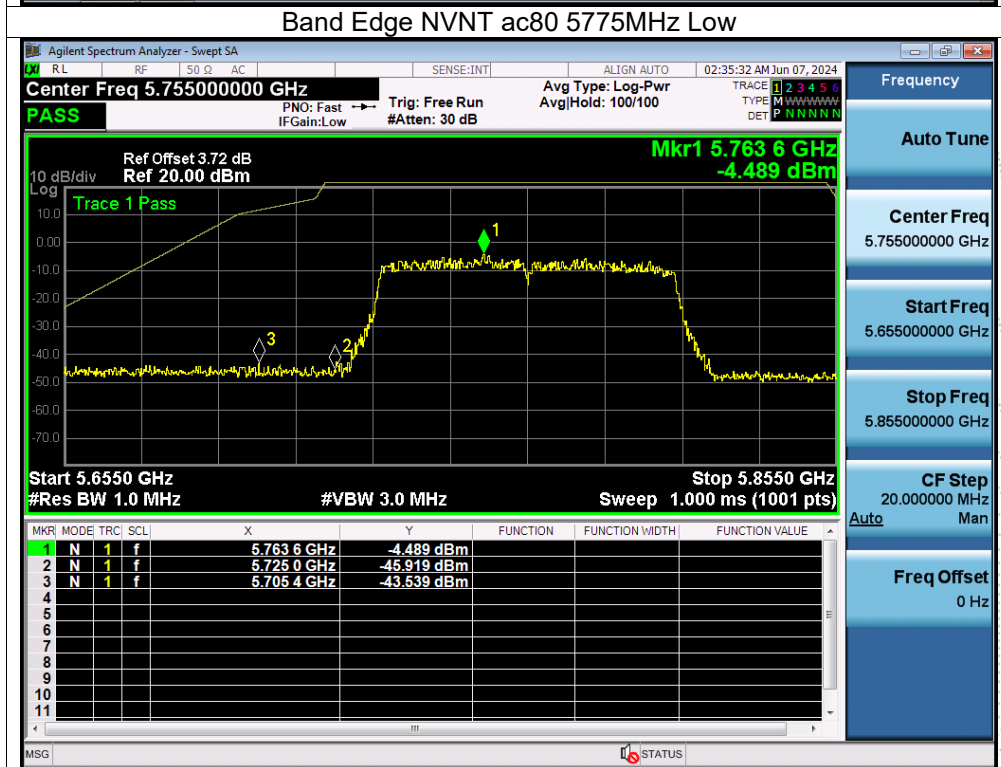 Band Edge NVNT ac80 5775MHz Low
Agilent Spectrum Analyzer - Swept SA
LXI RL RF 50 Ω AC SENSE:INT ALIGN AUTO 02:35:32 AM Jun 07, 2024
Center Freq 5.755000000 GHz
PASS
PNO: Fast
IFGain:Low
Trig: Free Run
#Atten: 30 dB
Avg Type: Log-Pwr
Avg|Hold: 100/100
TRACE 1 2 3 4 5 6
TYPE M WWWWW
DET P N N N N N
Frequency
Auto Tune
Center Freq
5.755000000 GHz
Start Freq
5.655000000 GHz
Stop Freq
5.855000000 GHz
CF Step
20.000000 MHz
Auto Man
Freq Offset
0 Hz
Mkr1 5.763 6 GHz
-4.489 dBm
Ref Offset 3.72 dB
10 dB/div Ref 20.00 dBm
Log
Trace 1 Pass
10.0
0.00
-10.0
-20.0
-30.0
-40.0
-50.0
-60.0
-70.0
1
3
2
Start 5.6550 GHz Stop 5.8550 GHz
#Res BW 1.0 MHz #VBW 3.0 MHz Sweep 1.000 ms (1001 pts)
MKR MODE TRC SCL X Y FUNCTION FUNCTION WIDTH FUNCTION VALUE
1 N 1 f 5.763 6 GHz -4.489 dBm
2 N 1 f 5.725 0 GHz -45.919 dBm
3 N 1 f 5.705 4 GHz -43.539 dBm
4
5
6
7
8
9
10
11
MSG STATUS